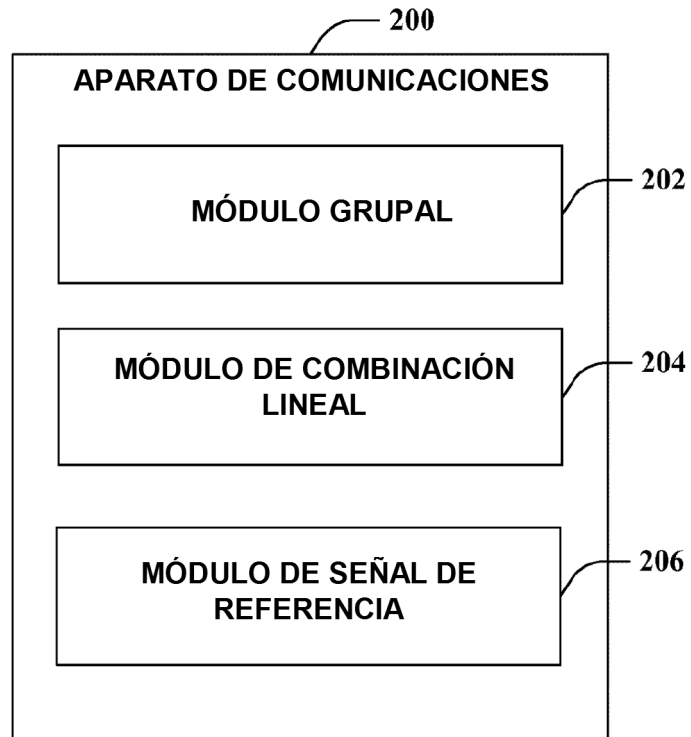 200
APARATO DE COMUNICACIONES
MÓDULO GRUPAL
202
MÓDULO DE COMBINACIÓN
LINEAL
204
MÓDULO DE SEÑAL DE
REFERENCIA
206